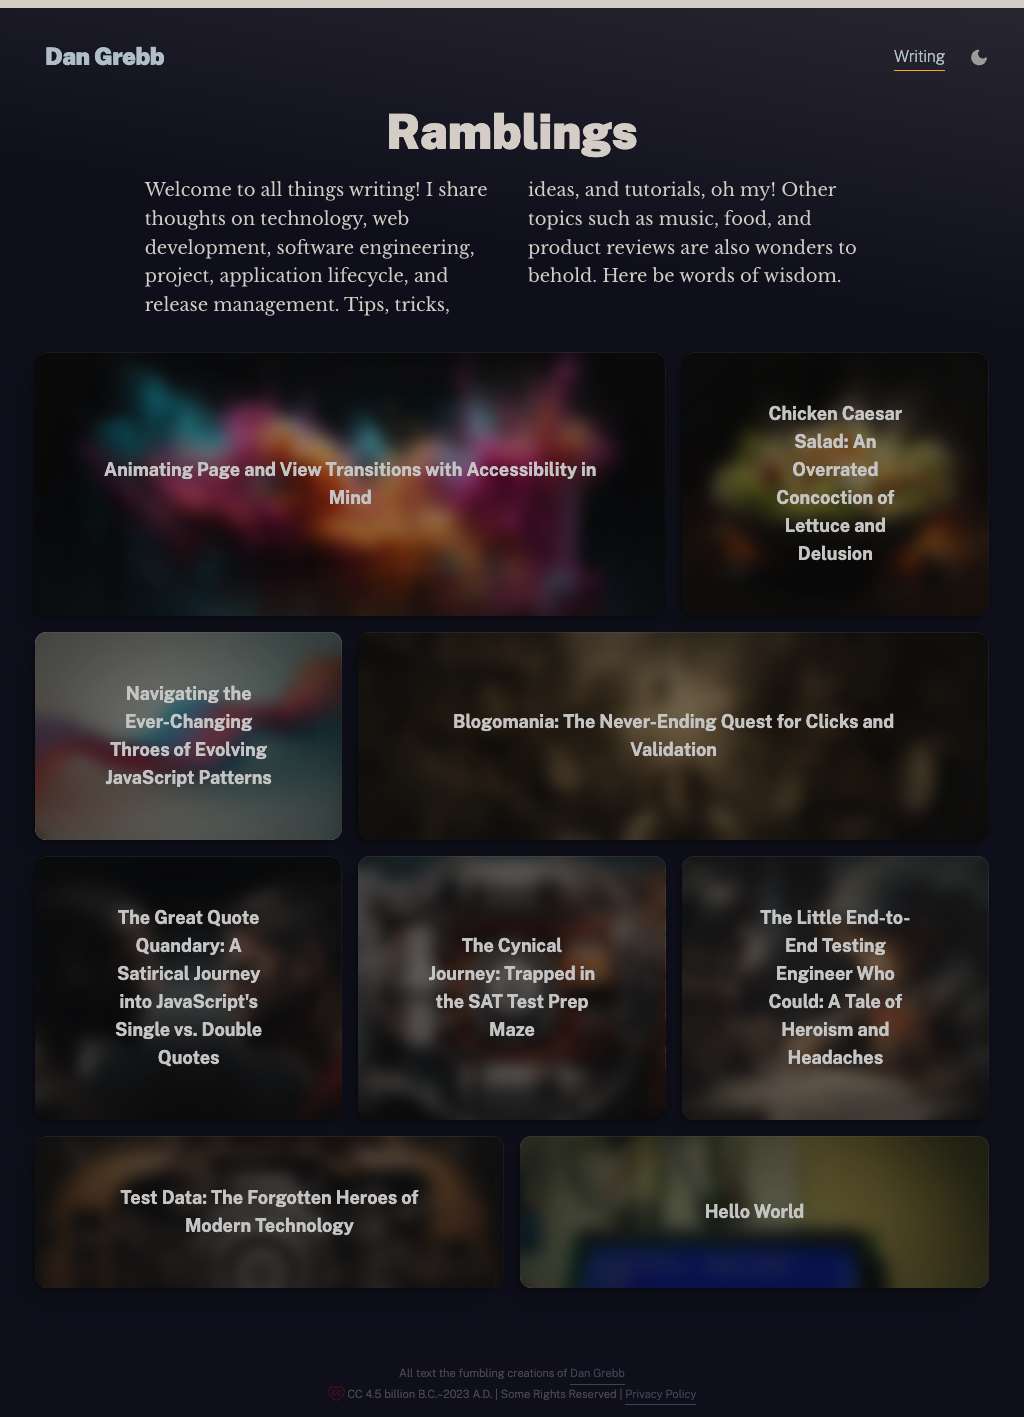 Dan Grebb
Writing
Ramblings
Welcome to all things writing! I share
thoughts on technology, web
development, software engineering,
project, application lifecycle, and
release management. Tips, tricks,
ideas, and tutorials, oh my! Other
topics such as music, food, and
product reviews are also wonders to
behold. Here be words of wisdom.
Animating Page and View Transitions with Accessibility in
Mind
Chicken Caesar
Salad: An
Overrated
Concoction of
Lettuce and
Delusion
Navigating the
Ever-Changing
Throes of Evolving
JavaScript Patterns
Blogomania: The Never-Ending Quest for Clicks and
Validation
The Great Quote
Quandary: A
Satirical Journey
into JavaScript's
Single vs. Double
Quotes
The Cynical
Journey: Trapped in
the SAT Test Prep
Maze
The Little End-to-
End Testing
Engineer Who
Could: A Tale of
Heroism and
Headaches
Test Data: The Forgotten Heroes of
Modern Technology
Hello World
All text the fumbling creations of Dan Grebb
CC 4.5 billion B.C.–2023 A.D. | Some Rights Reserved | Privacy Policy